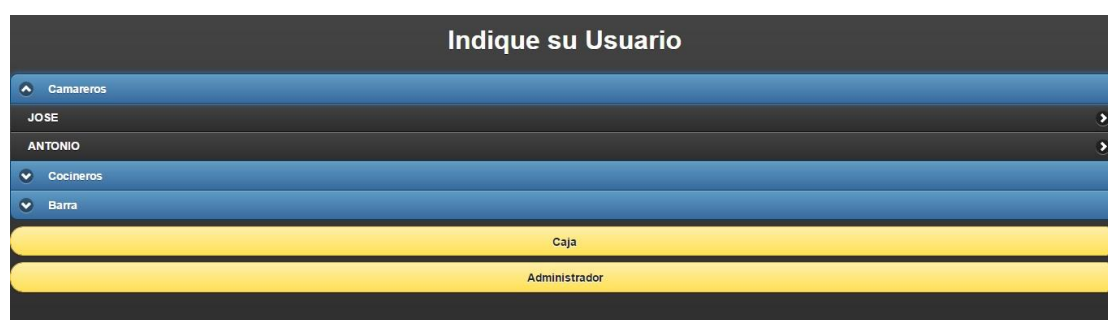 Indique su Usuario
Camareros
JOSE
ANTONIO
Cocineros
Barra
Caja
Administrador